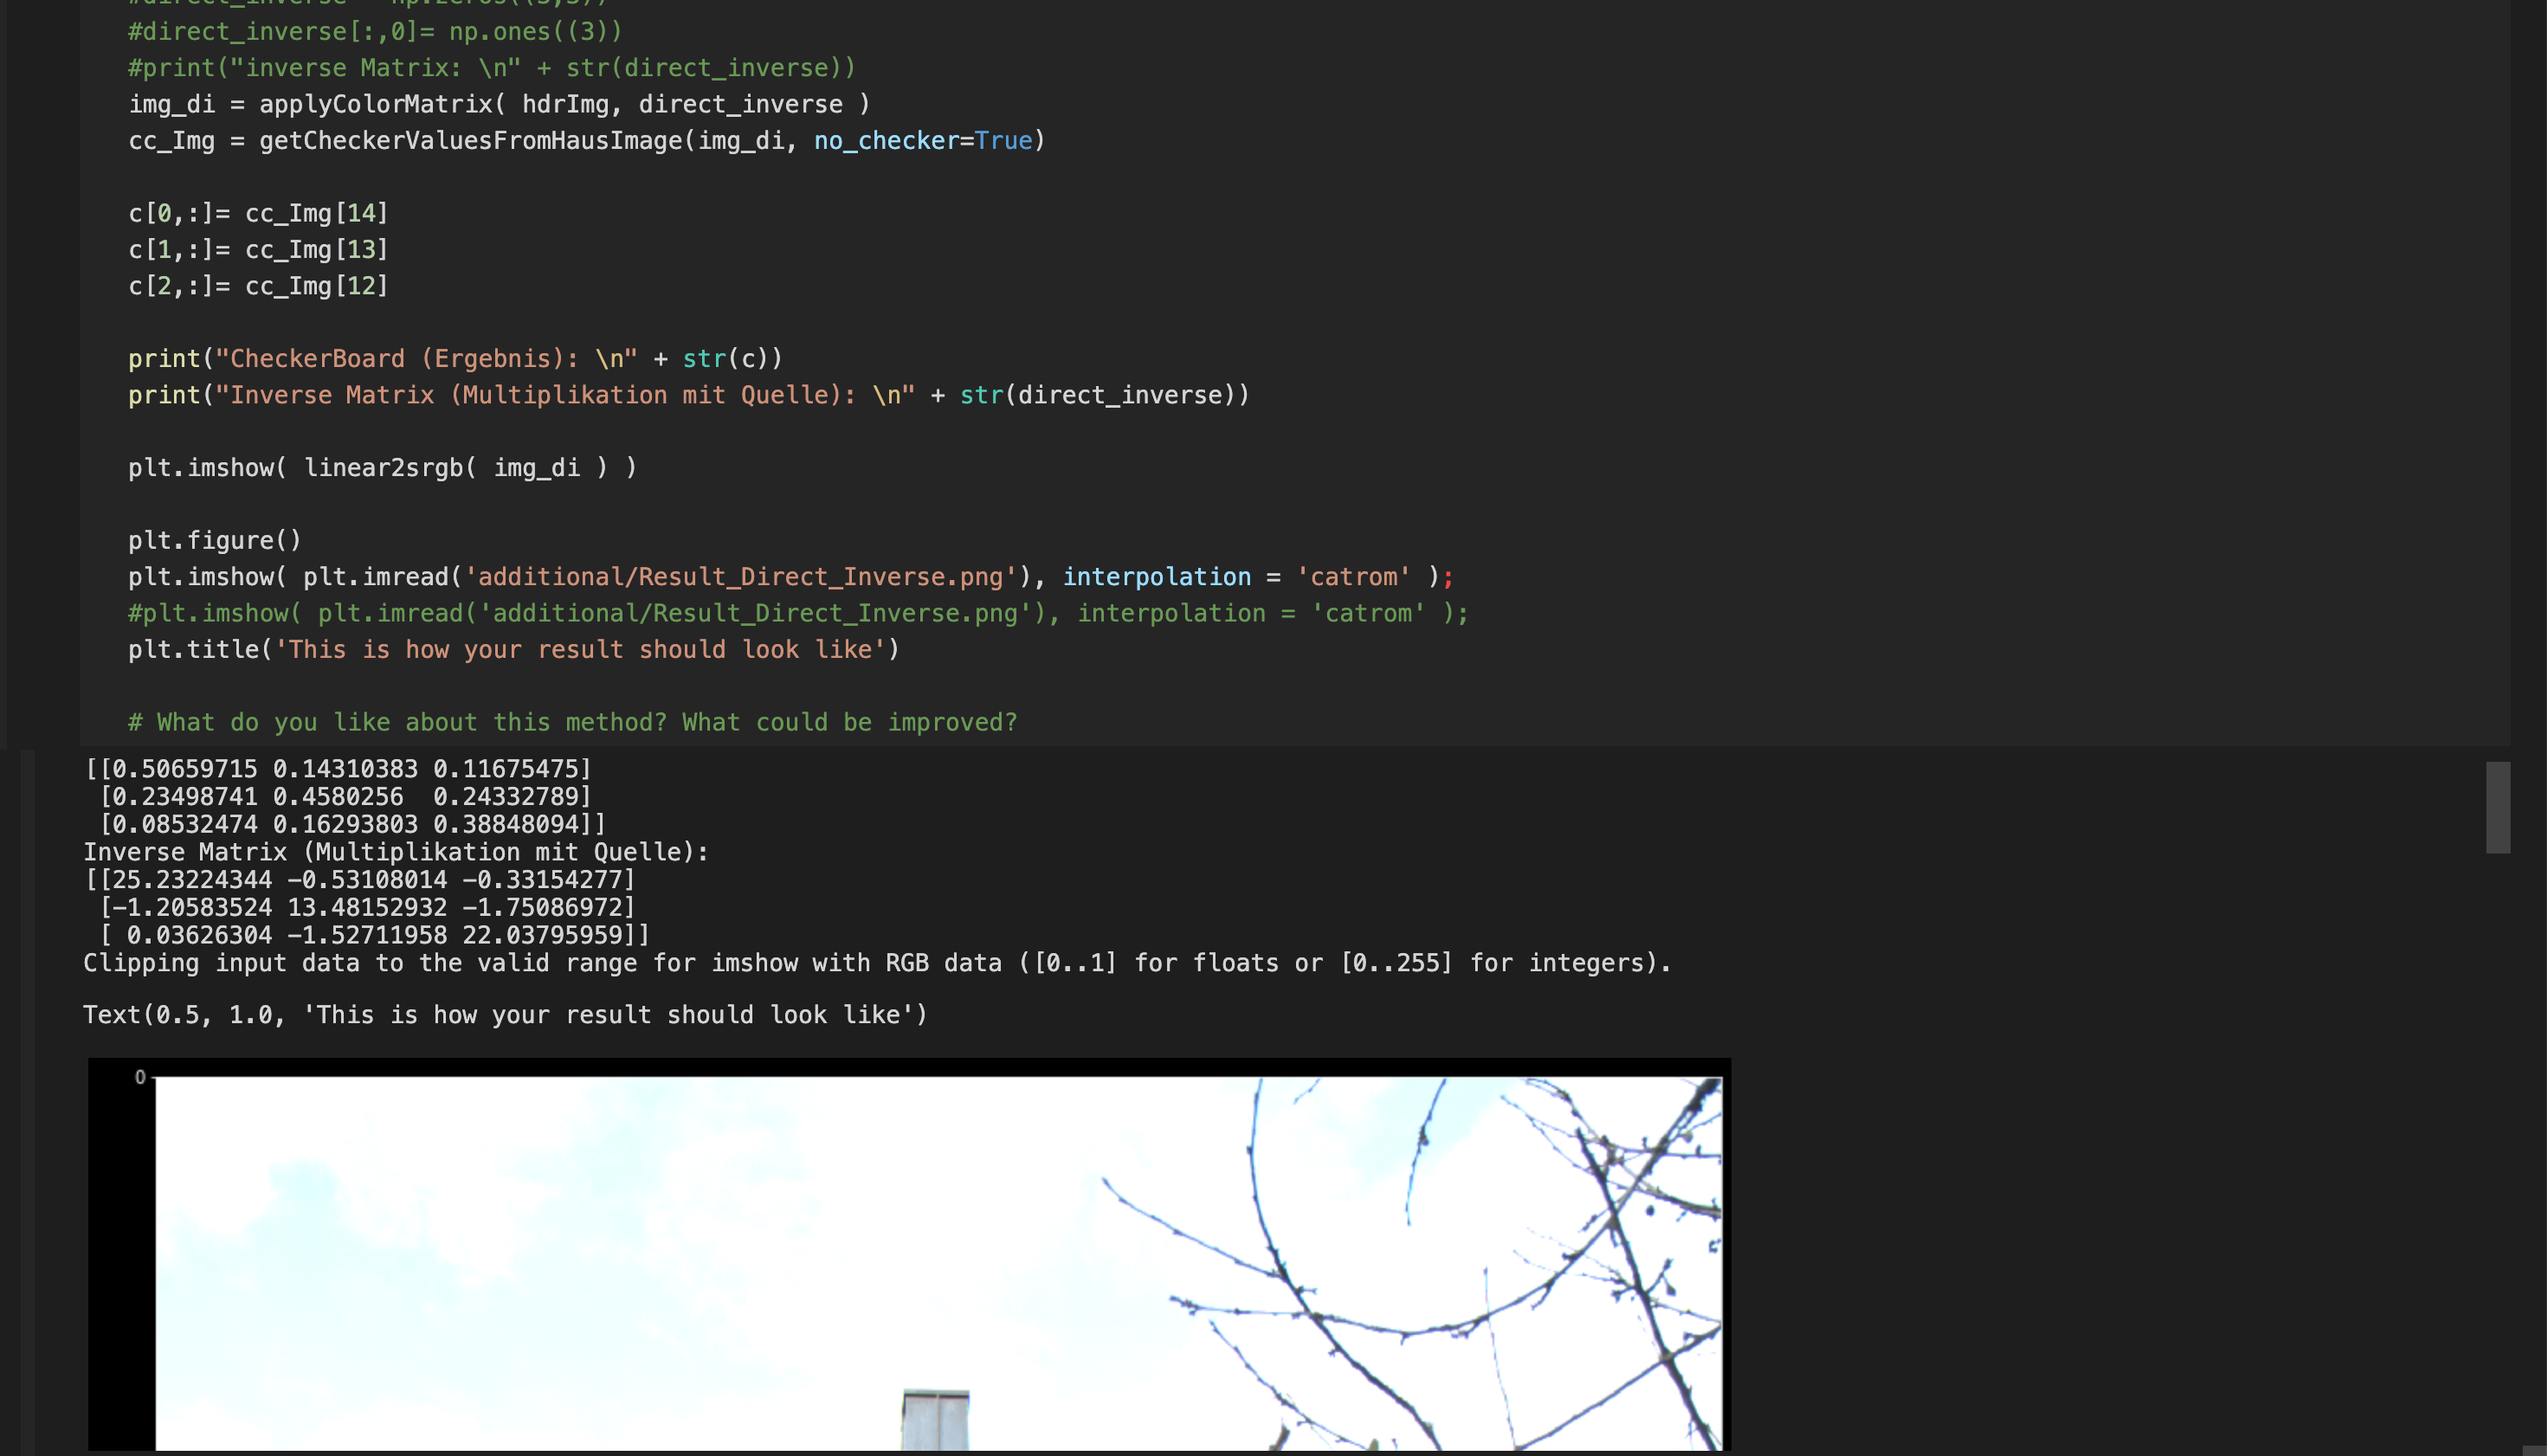 #direct_inverse = np.zeros((3,3))
#direct_inverse[:,0]= np.ones((3))
#print("inverse Matrix: \n" + str(direct_inverse))
img_di = applyColorMatrix( hdrImg, direct_inverse )
cc_Img = getCheckerValuesFromHausImage(img_di, no_checker=True)
c[0,:]= cc_Img[14]
c[1,:]= cc_Img[13]
c[2,:]= cc_Img[12]
print("CheckerBoard (Ergebnis): \n" + str(c))
print("Inverse Matrix (Multiplikation mit Quelle): \n" + str(direct_inverse))
plt.imshow( linear2srgb( img_di ) )
plt.figure()
plt.imshow( plt.imread('additional/Result_Direct_Inverse.png'), interpolation = 'catrom' );
#plt.imshow( plt.imread('additional/Result_Direct_Inverse.png'), interpolation = 'catrom' );
plt.title('This is how your result should look like')
# What do you like about this method? What could be improved?
[[0.50659715 0.14310383 0.11675475]
[0.23498741 0.4580256  0.24332789]
[0.08532474 0.16293803 0.38848094]]
Inverse Matrix (Multiplikation mit Quelle):
[[25.23224344 -0.53108014 -0.33154277]
[-1.20583524 13.48152932 -1.75086972]
[ 0.03626304 -1.52711958 22.03795959]]
Clipping input data to the valid range for imshow with RGB data ([0..1] for floats or [0..255] for integers).
Text(0.5, 1.0, 'This is how your result should look like')
0